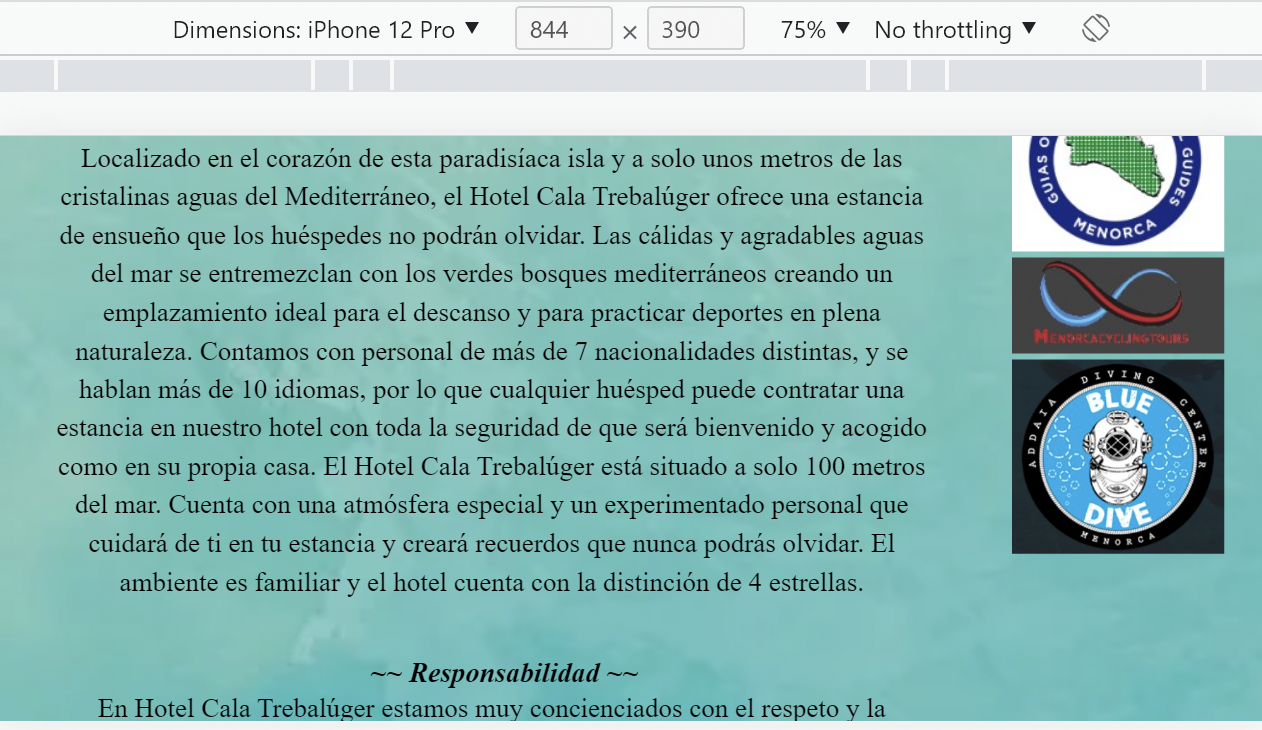 Dimensions: iPhone 12 Pro ▼ 844 × 390 75% ▼ No throttling ▼
Localizado en el corazón de esta paradisíaca isla y a solo unos metros de las
cristalinas aguas del Mediterráneo, el Hotel Cala Trebalúger ofrece una estancia
de ensueño que los huéspedes no podrán olvidar. Las cálidas y agradables aguas
del mar se entremezclan con los verdes bosques mediterráneos creando un
emplazamiento ideal para el descanso y para practicar deportes en plena
naturaleza. Contamos con personal de más de 7 nacionalidades distintas, y se
hablan más de 10 idiomas, por lo que cualquier huésped puede contratar una
estancia en nuestro hotel con toda la seguridad de que será bienvenido y acogido
como en su propia casa. El Hotel Cala Trebalúger está situado a solo 100 metros
del mar. Cuenta con una atmósfera especial y un experimentado personal que
cuidará de ti en tu estancia y creará recuerdos que nunca podrás olvidar. El
ambiente es familiar y el hotel cuenta con la distinción de 4 estrellas.
~~ Responsabilidad ~~
En Hotel Cala Trebalúger estamos muy concienciados con el respeto y la
GUIAS O
GUIDES
MENORCA
MENORCACYCLINGTOURS
ADDAIA DIVING CENTER
BLUE
DIVE
MENORCA